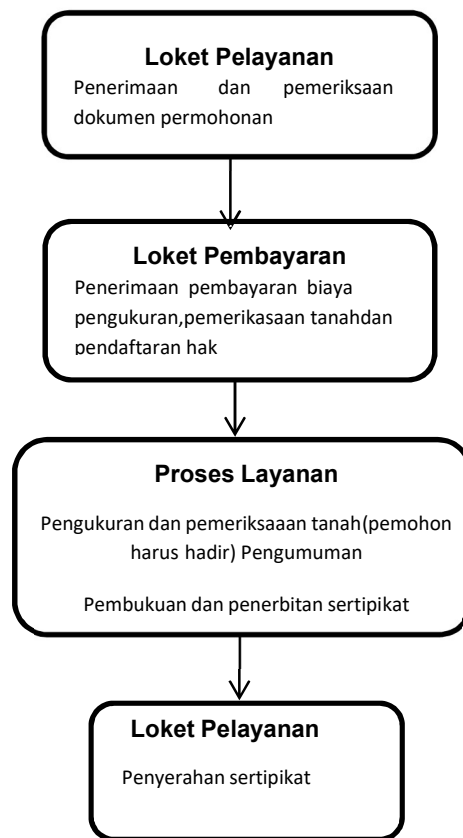 Loket Pelayanan
Penerimaan dan pemeriksaan
dokumen permohonan
Loket Pembayaran
Penerimaan pembayaran biaya
pengukuran,pemerikasaan tanahdan
pendaftaran hak
Proses Layanan
Pengukuran dan pemeriksaaan tanah(pemohon
harus hadir) Pengumuman
Pembukuan dan penerbitan sertipikat
Loket Pelayanan
Penyerahan sertipikat